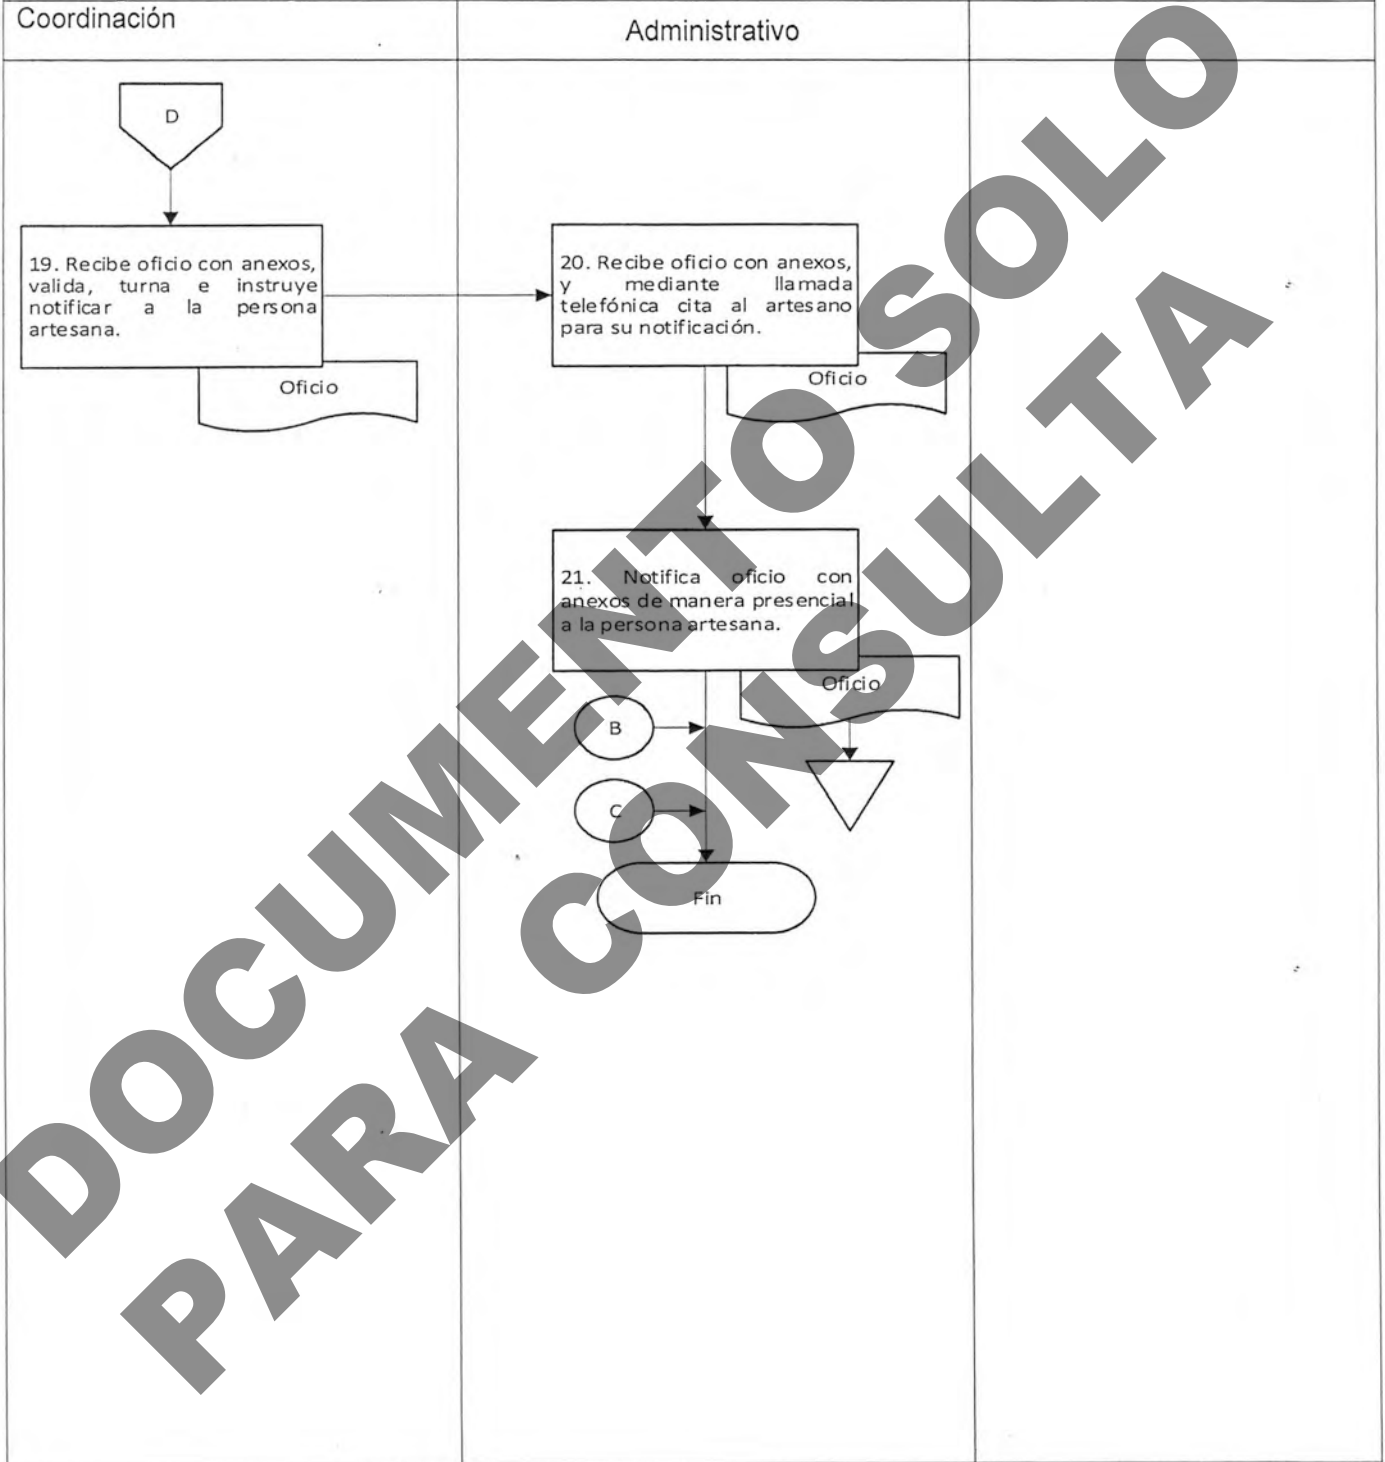 Coordinación
Administrativo
D
19. Recibe oficio con anexos,
valida, turna e instruye
notificar a la persona
artesana.
Oficio
20. Recibe oficio con anexos,
y mediante llamada
telefónica cita al artesano
para su notificación.
Oficio
21. Notifica oficio con
anexos de manera presencial
a la persona artesana.
Oficio
B
C
Fin
DOCUMENTO SOLO
PARA CONSULTA